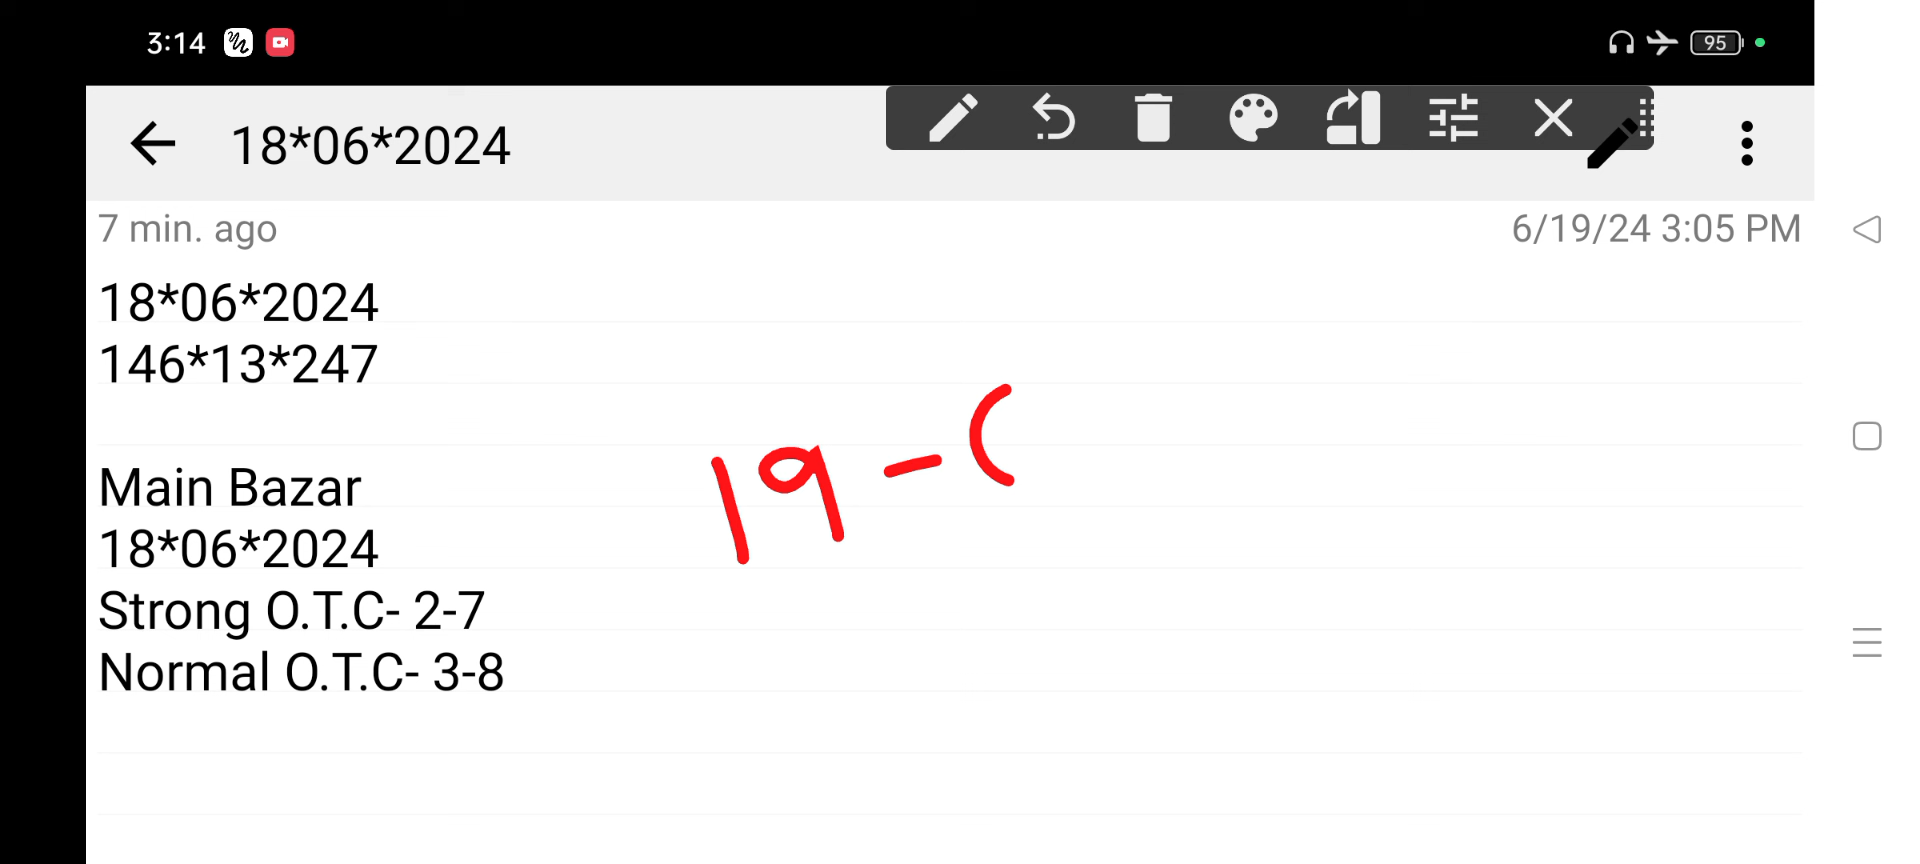 3:14 95
18*06*2024
7 min. ago 6/19/24 3:05 PM
18*06*2024
146*13*247
19-(
Main Bazar
18*06*2024
Strong O.T.C- 2-7
Normal O.T.C- 3-8